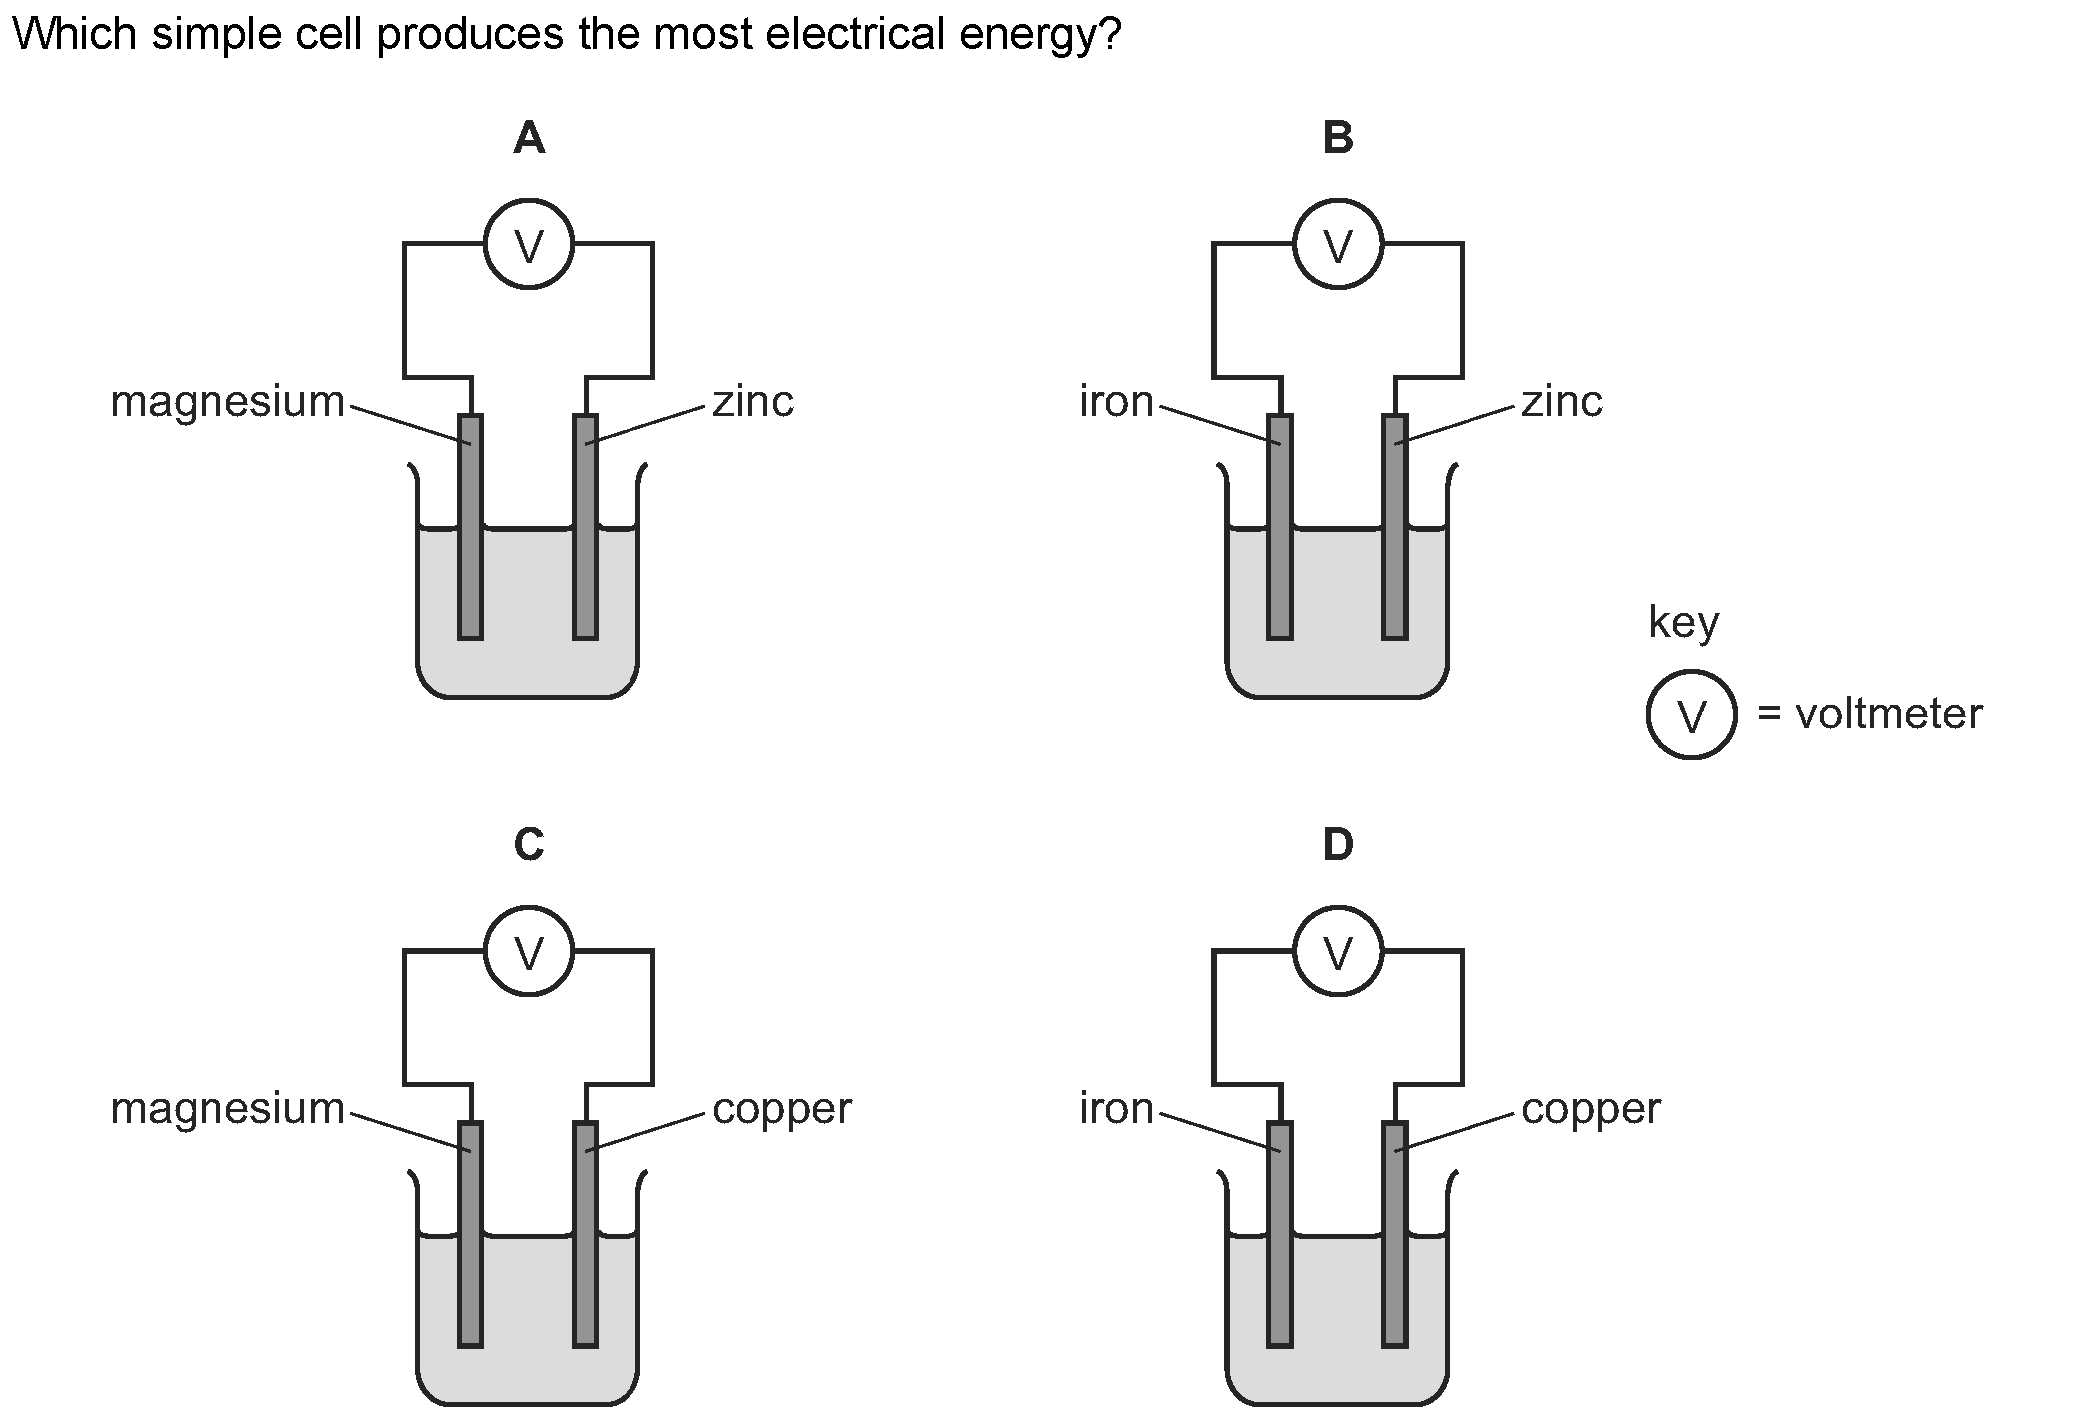 Which simple cell produces the most electrical energy?
A
B
V
V
magnesium
zinc
iron
zinc
key
V = voltmeter
C
D
V
V
magnesium
copper
iron
copper